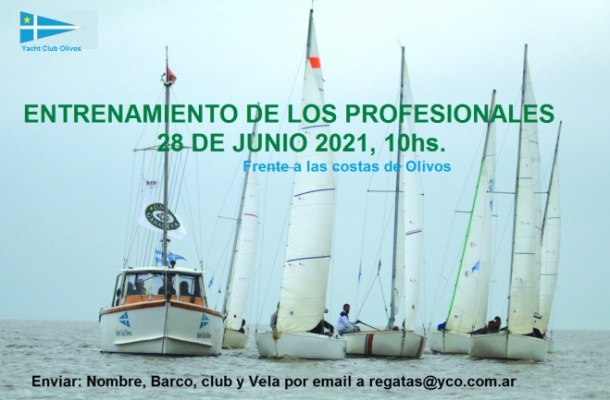 Yacht Club Olivos
ENTRENAMIENTO DE LOS PROFESIONALES
28 DE JUNIO 2021, 10hs.
Frente a las costas de Olivos
Enviar: Nombre, Barco, club y Vela por email a regatas@yco.com.ar